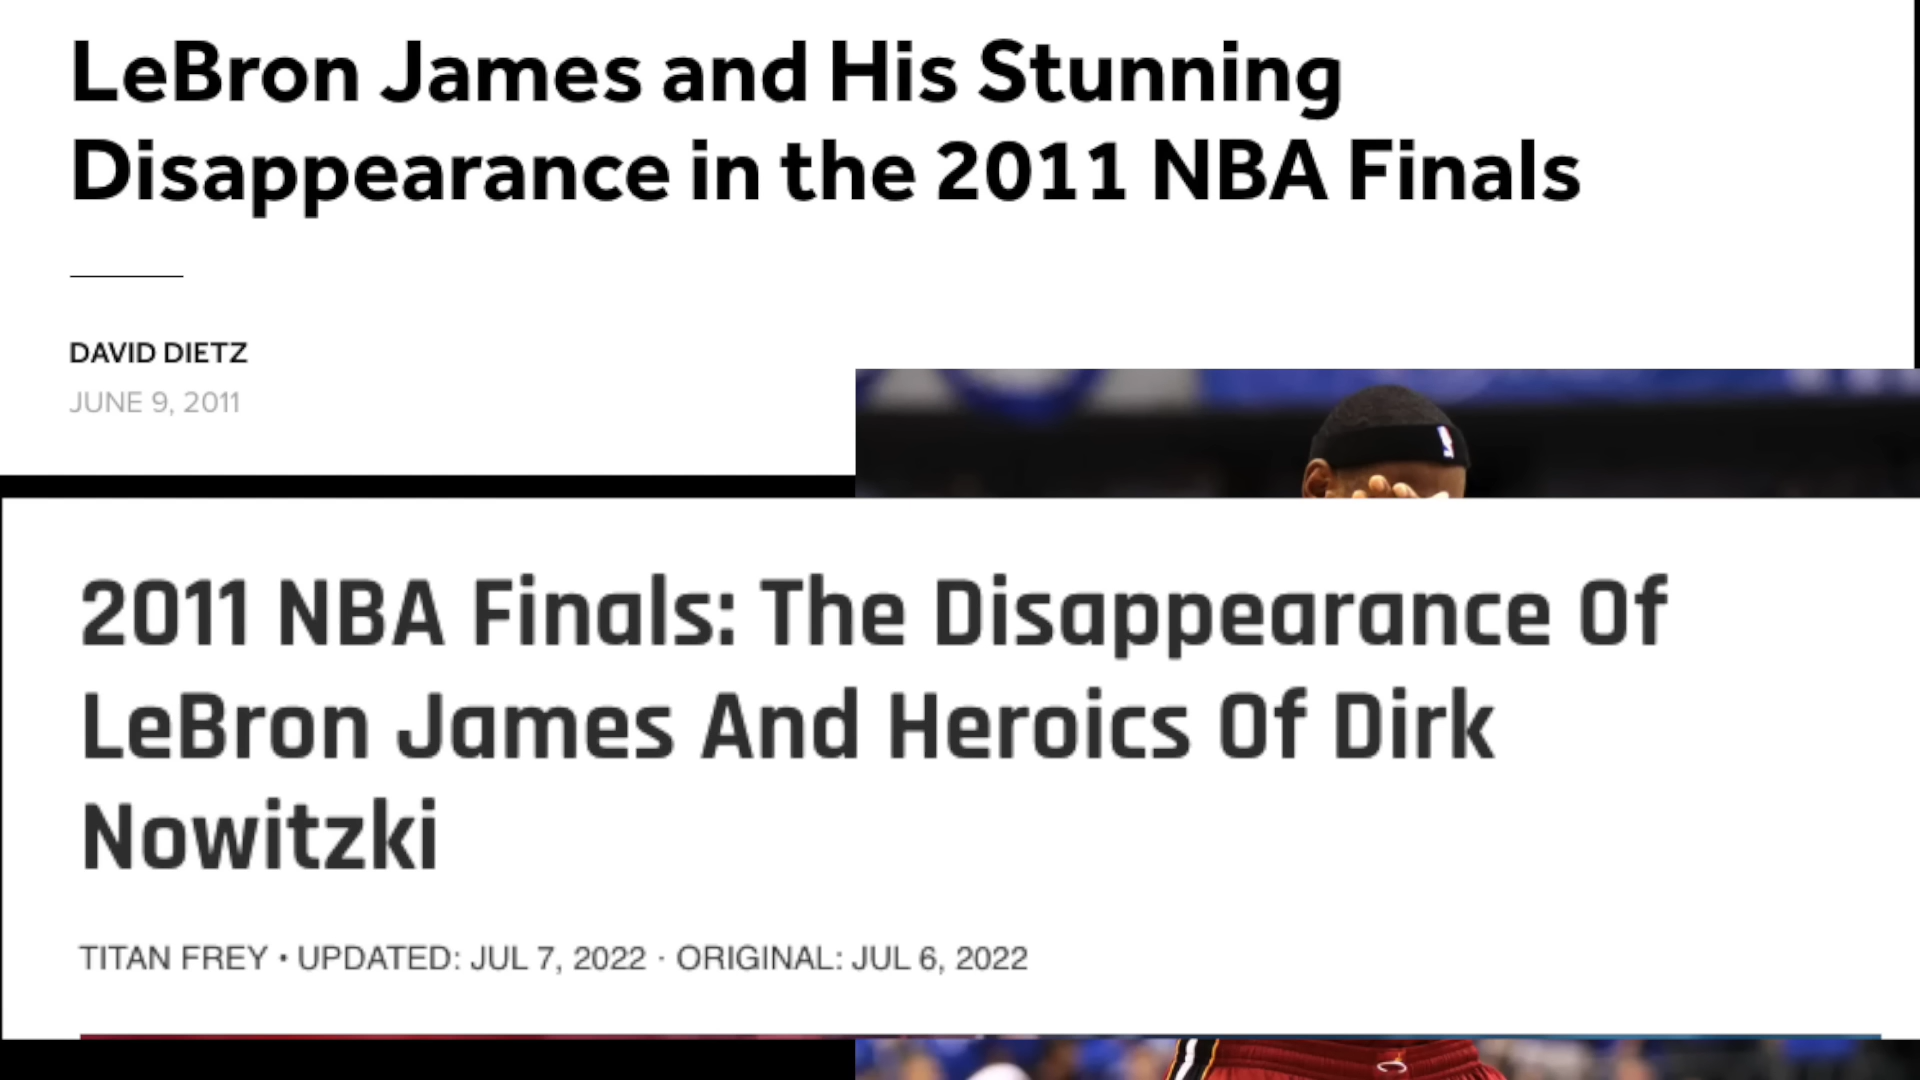 LeBron James and His Stunning
Disappearance in the 2011 NBA Finals
DAVID DIETZ
JUNE 9, 2011
2011 NBA Finals: The Disappearance Of
LeBron James And Heroics Of Dirk
Nowitzki
TITAN FREY • UPDATED: JUL 7, 2022 · ORIGINAL: JUL 6, 2022